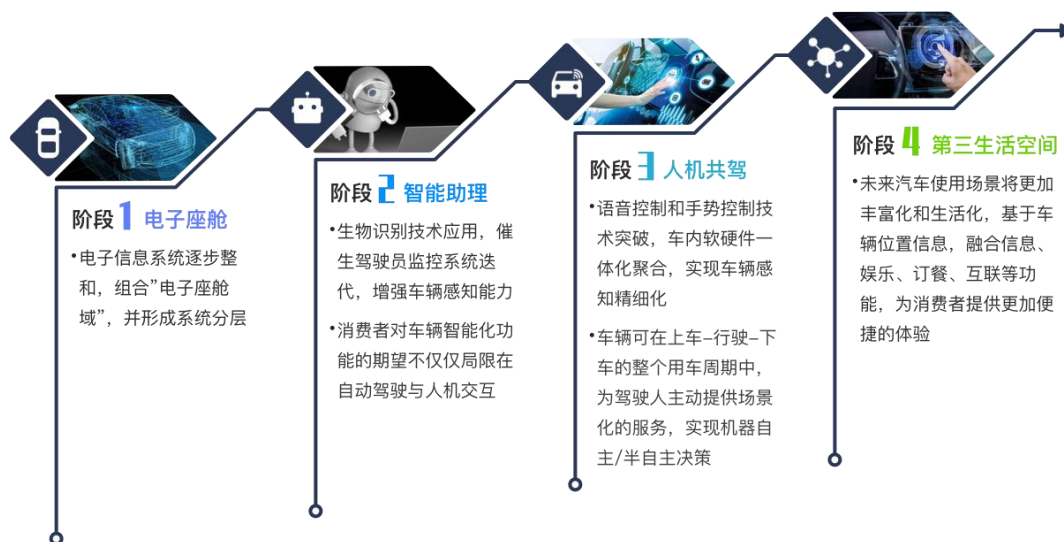 阶段 1 电子座舱
•电子信息系统逐步整
和，组合”电子座舱
域”，并形成系统分层
阶段 2 智能助理
•生物识别技术应用，催
生驾驶员监控系统迭
代，增强车辆感知能力
•消费者对车辆智能化功
能的期望不仅仅局限在
自动驾驶与人机交互
阶段 3 人机共驾
•语音控制和手势控制技
术突破，车内软硬件一
体化聚合，实现车辆感
知精细化
•车辆可在上车–行驶–下
车的整个用车周期中，
为驾驶人主动提供场景
化的服务，实现机器自
主/半自主决策
阶段 4 第三生活空间
•未来汽车使用场景将更加
丰富化和生活化，基于车
辆位置信息，融合信息、
娱乐、订餐、互联等功
能，为消费者提供更加便
捷的体验